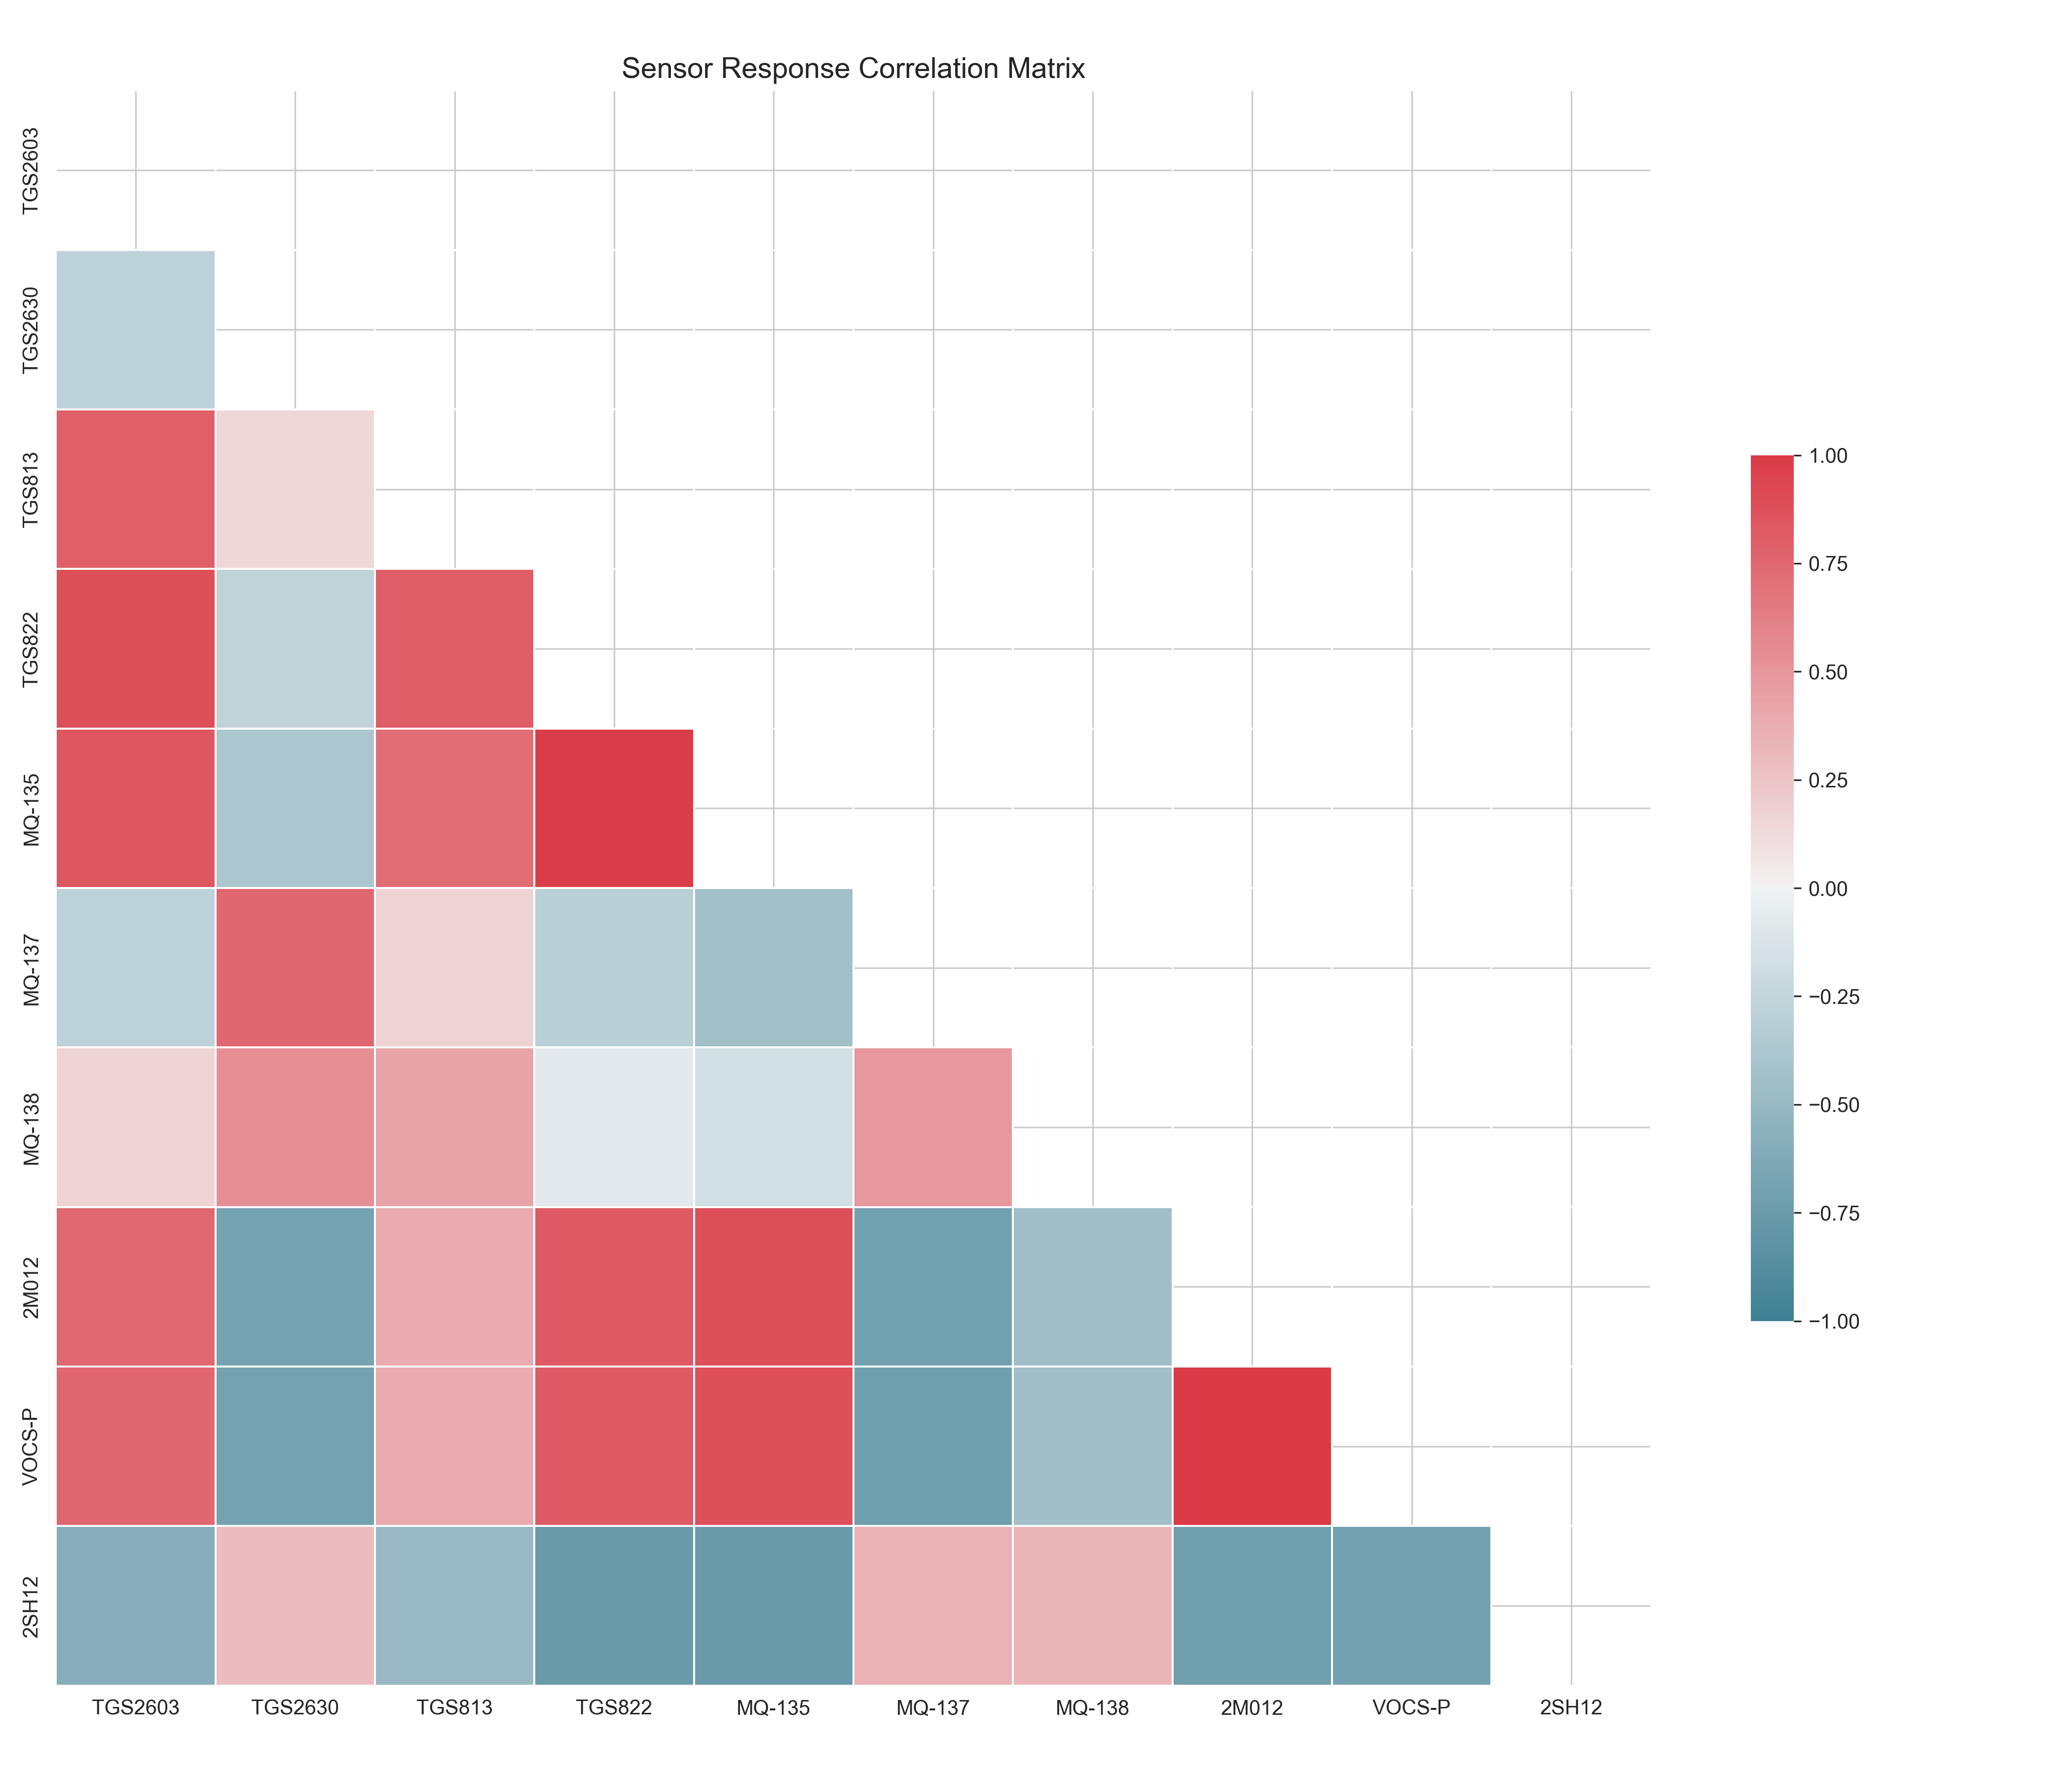 Sensor Response Correlation Matrix
TGS2603
TGS2630
TGS813
TGS822
MQ-135
MQ-137
MQ-138
2M012
VOCS-P
2SH12
TGS2603 TGS2630 TGS813 TGS822 MQ-135 MQ-137 MQ-138 2M012 VOCS-P 2SH12
1.00
0.75
0.50
0.25
0.00
−0.25
−0.50
−0.75
−1.00